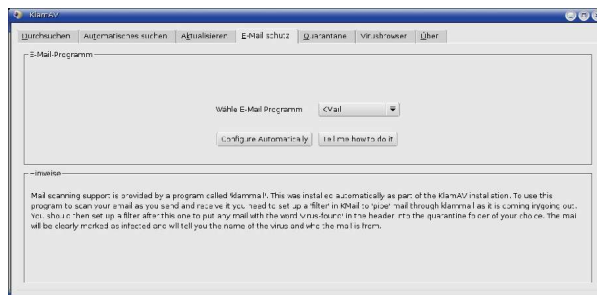 KlamAV
Durchsuchen Automatisches suchen Aktualisieren E-Mail schutz Quarantäne Virusbrowser Über
E-Mail-Programm
Wähle E-Mail Programm KMail
Configure Automatically Tell me how to do it
Hinweise
Mail scanning support is provided by a program called 'klammail'. This was installed automatically as part of the KlamAV installation. To use this
program to scan your email as you send and receive it you need to set up a 'filter' in KMail to 'pipe' mail through klammail as it is coming in/going out.
You should then set up a filter after this one to put any mail with the word 'virus-found' in the header into the quarantine folder of your choice. The mail
will be clearly marked as infected and will tell you the name of the virus and who the mail is from.